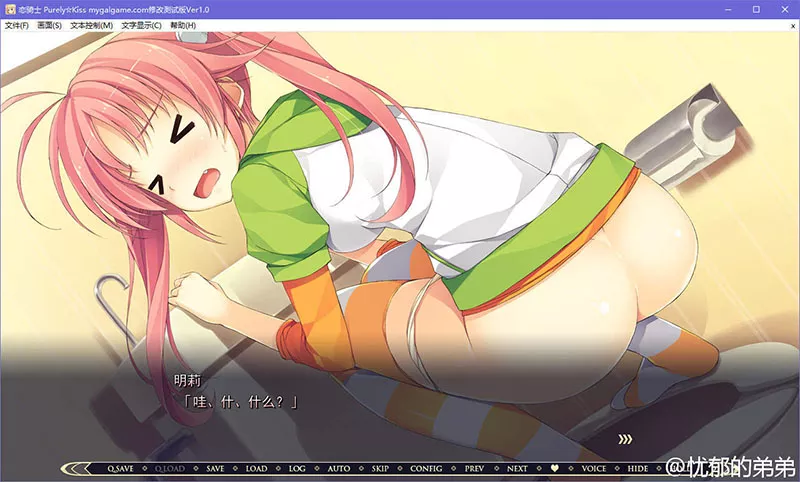 恋骑士 Purely☆Kiss mygalgame.com修改测试版Ver1.0
文件(F) 画面(S) 文本控制(M) 文字显示(C) 帮助(H)
明莉
「哇、什、什么？」
Q.SAVE Q.LOAD SAVE LOAD LOG AUTO SKIP CONFIG PREV NEXT VOICE HIDE
@忧郁的弟弟